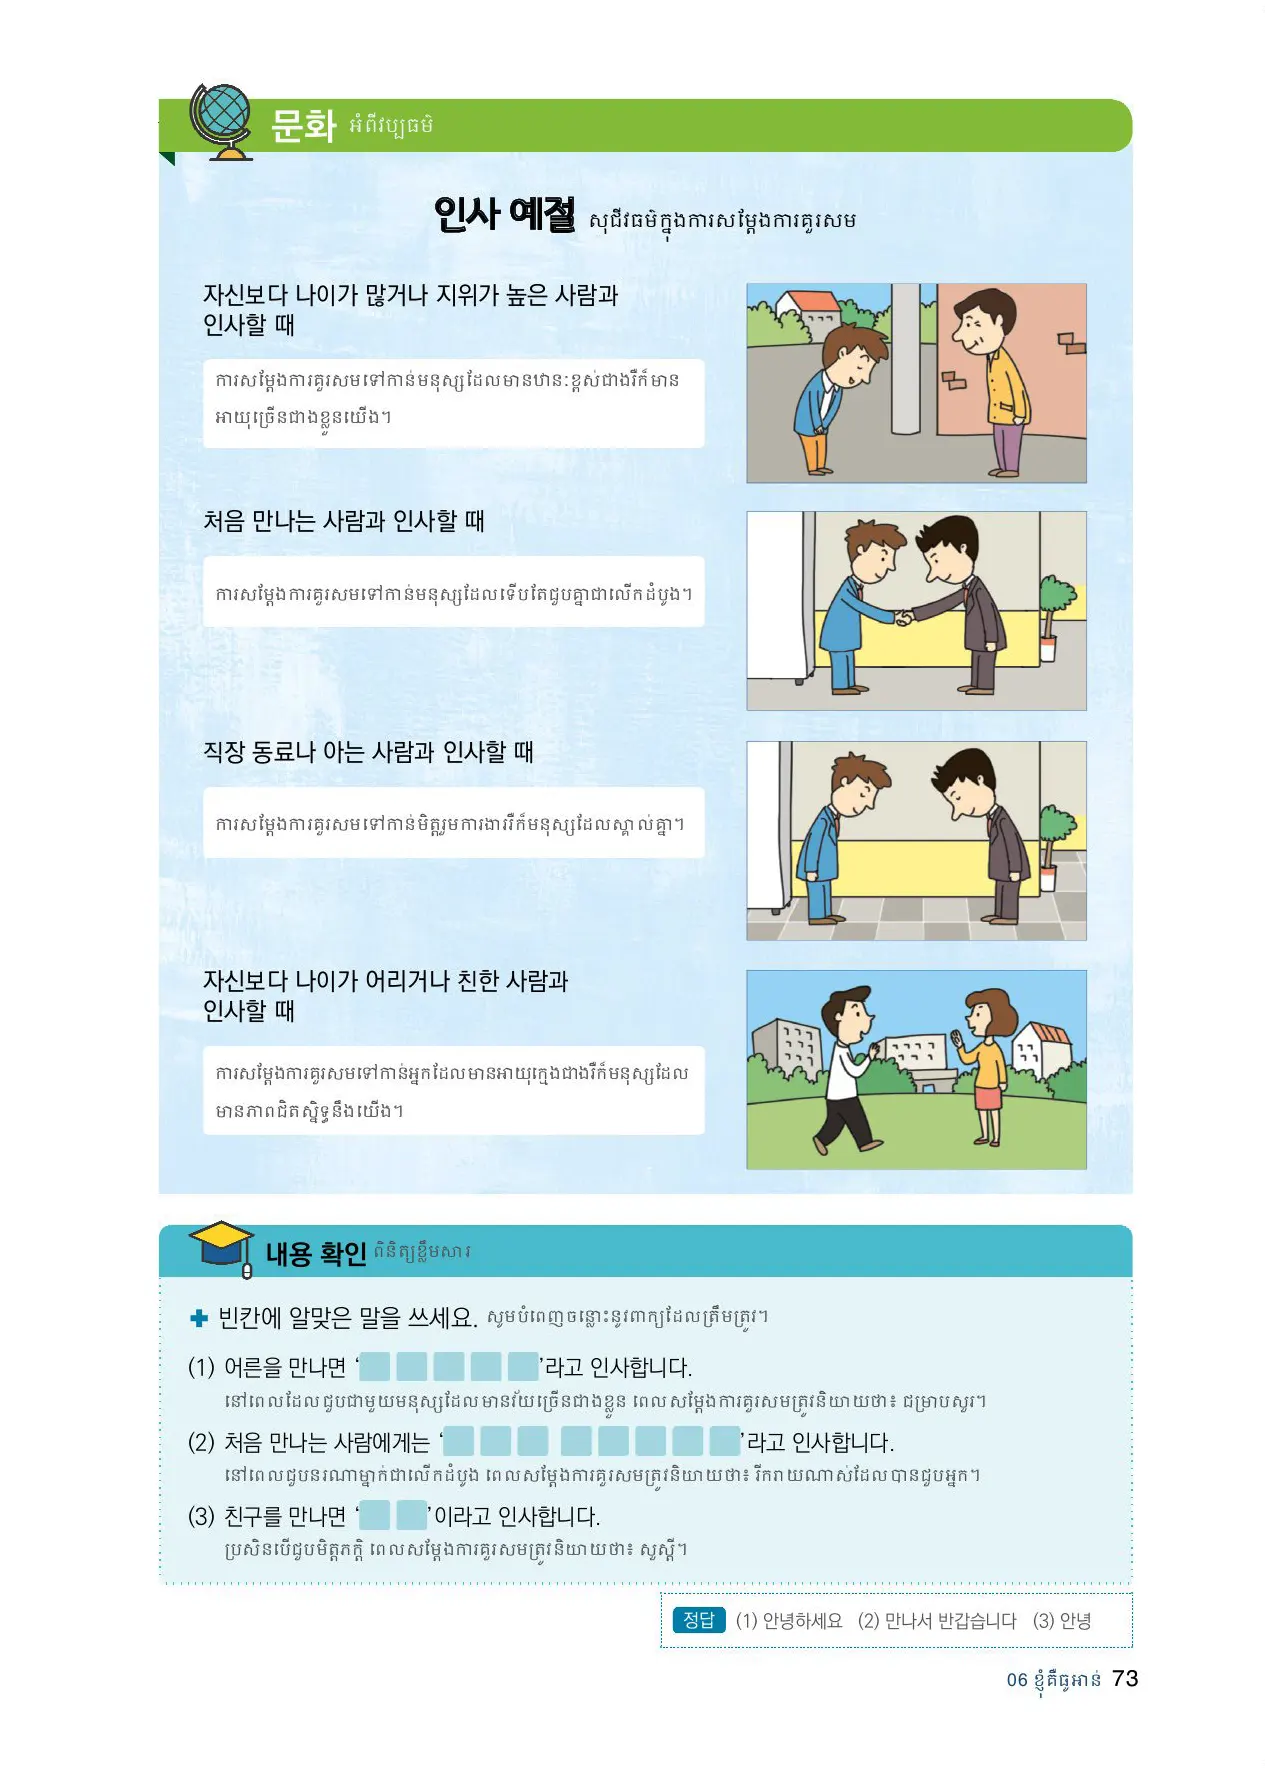 문화 អំពីវប្បធម៌
인사 예절 សុជីវធម៌ក្នុងការសម្តែងការគួរសម
자신보다 나이가 많거나 지위가 높은 사람과
인사할 때
ការសម្តែងការគួរសមទៅកាន់មនុស្សដែលមានឋានៈខ្ពស់ជាងរឺក៏មាន
អាយុច្រើនជាងខ្លួនយើង។
처음 만나는 사람과 인사할 때
ការសម្តែងការគួរសមទៅកាន់មនុស្សដែលទើបតែជួបគ្នាជាលើកដំបូង។
직장 동료나 아는 사람과 인사할 때
ការសម្តែងការគួរសមទៅកាន់មិត្តរួមការងាររឺក៏មនុស្សដែលស្គាល់គ្នា។
자신보다 나이가 어리거나 친한 사람과
인사할 때
ការសម្តែងការគួរសមទៅកាន់អ្នកដែលមានអាយុក្មេងជាងរឺក៏មនុស្សដែល
មានភាពជិតស្និទ្ធនឹងយើង។
내용 확인 ពិនិត្យខ្លឹមសារ
빈칸에 알맞은 말을 쓰세요. សូមបំពេញចន្លោះនូវពាក្យដែលត្រឹមត្រូវ។
(1) 어른을 만나면 ‘ ’라고 인사합니다.
នៅពេលដែលជួបជាមួយមនុស្សដែលមានវ័យច្រើនជាងខ្លួន ពេលសម្តែងការគួរសមត្រូវនិយាយថា៖ ជម្រាបសួរ។
(2) 처음 만나는 사람에게는 ‘ ’라고 인사합니다.
នៅពេលជួបនរណាម្នាក់ជាលើកដំបូង ពេលសម្តែងការគួរសមត្រូវនិយាយថា៖ រីករាយណាស់ដែលបានជួបអ្នក។
(3) 친구를 만나면 ‘ ’이라고 인사합니다.
ប្រសិនបើជួបមិត្តភក្តិ ពេលសម្តែងការគួរសមត្រូវនិយាយថា៖ សួស្តី។
정답 (1) 안녕하세요 (2) 만나서 반갑습니다 (3) 안녕
06 ខ្ញុំគឺធូអាន់ 73